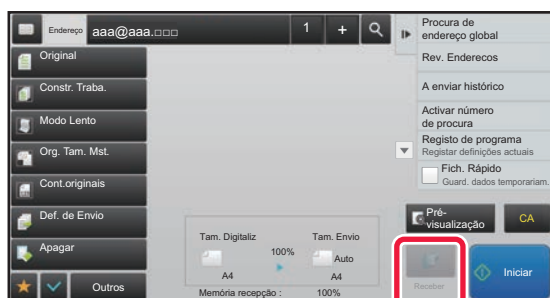 Endereço
aaa@aaa.□□□
1
+
Original
Constr. Traba.
Modo Lento
Org. Tam. Mst.
Cont.originais
Def. de Envio
Apagar
Outros
Tam. Digitaliz
Tam. Envio
100%
Auto
A4
A4
Memória recepção :
100%
Procura de
endereço global
Rev. Enderecos
A enviar histórico
Activar número
de procura
Registo de programa
Registar definições actuais
Fich. Rápido
Guard. dados temporariam.
Pré-
visualização
CA
Receber
Iniciar